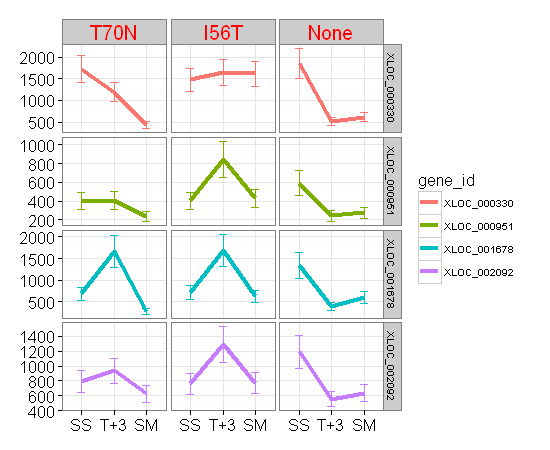 T70N I56T None
2000
1500
1000
500
XLOC_000330
1000
800
600
400
200
XLOC_000951
gene_id
XLOC_000330
XLOC_000951
XLOC_001678
XLOC_002092
2000
1500
1000
500
XLOC_001678
1400
1200
1000
800
600
400
XLOC_002092
SS T+3 SM SS T+3 SM SS T+3 SM